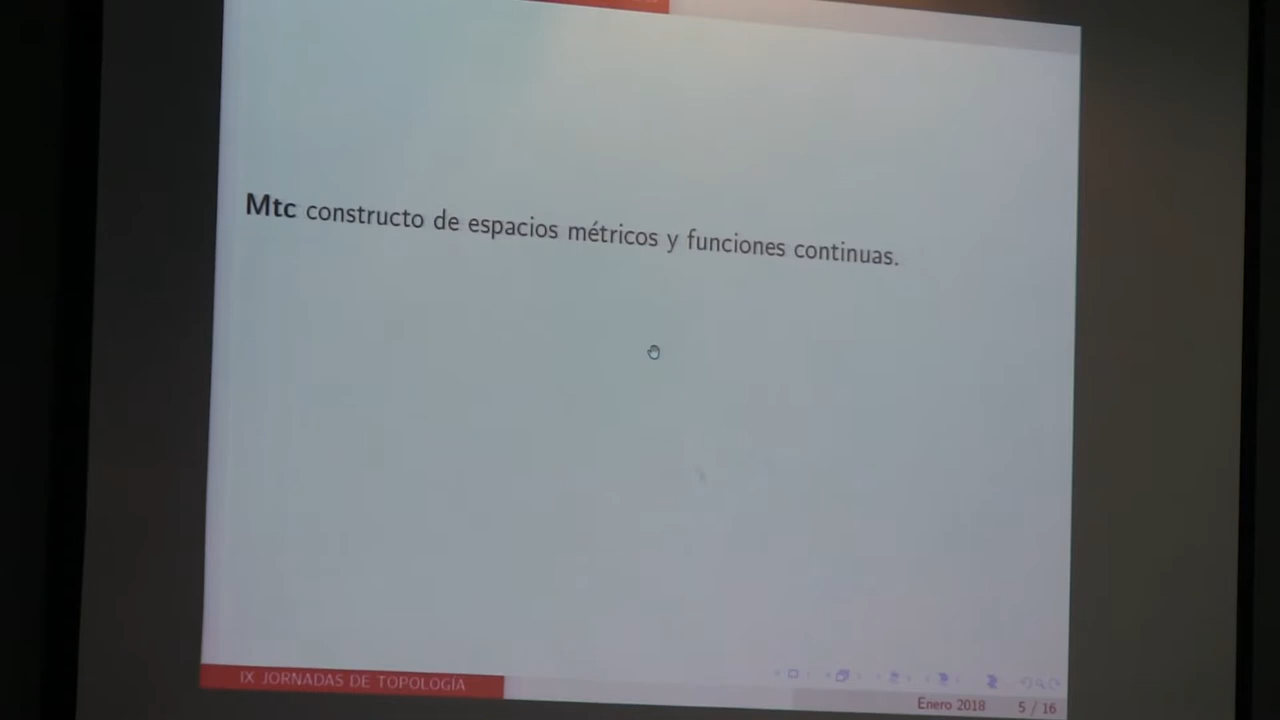 Mtc constructo de espacios métricos y funciones continuas.
IX JORNADAS DE TOPOLOGÍA
Enero 2018 5 / 16